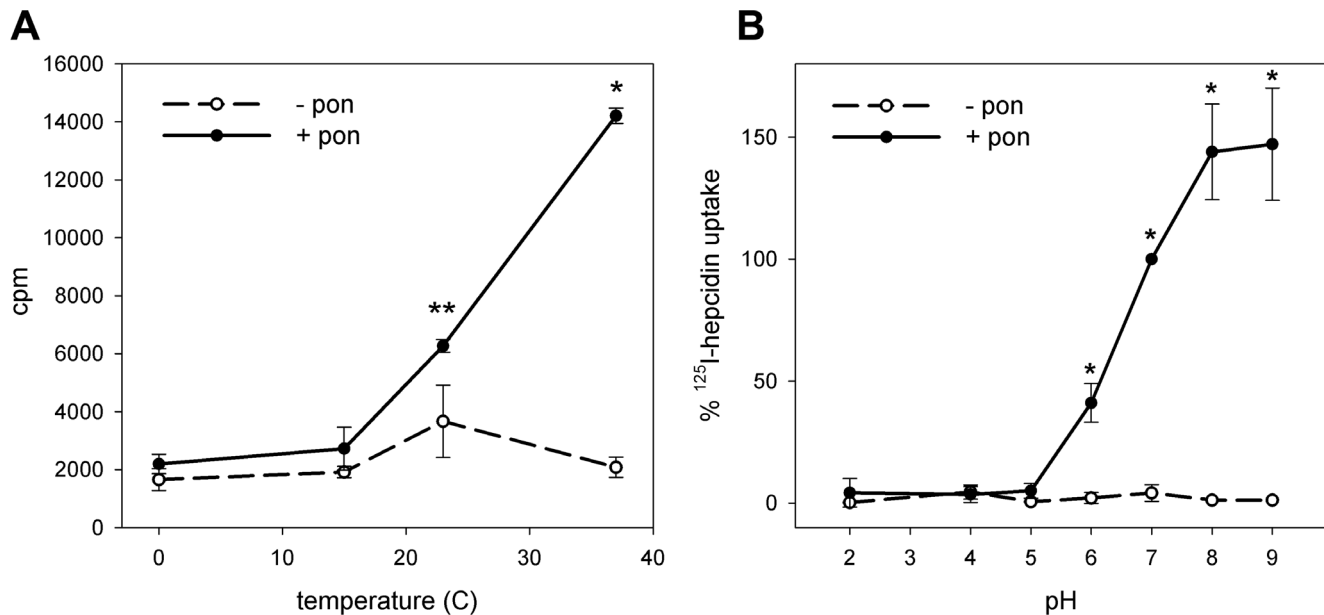 A
16000
14000
12000
10000
8000
6000
4000
2000
0
cpm
- pon
+ pon
*
**
0 10 20 30 40
temperature (C)
B
150
100
50
0
% ¹²⁵I-hepcidin uptake
- pon
+ pon
* *
*
*
2 3 4 5 6 7 8 9
pH